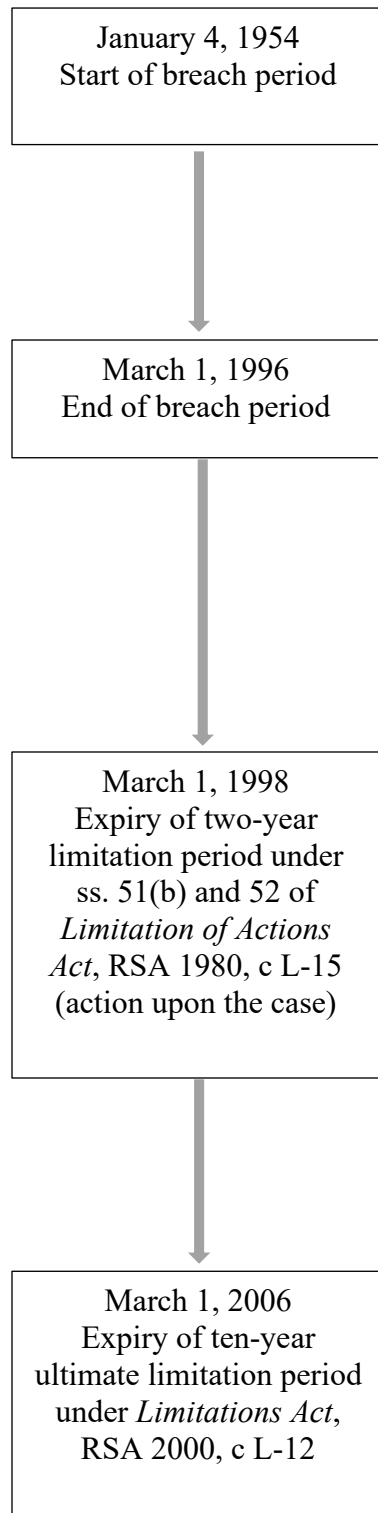 January 4, 1954
Start of breach period
March 1, 1996
End of breach period
March 1, 1998
Expiry of two-year
limitation period under
ss. 51(b) and 52 of
Limitation of Actions
Act, RSA 1980, c L-15
(action upon the case)
March 1, 2006
Expiry of ten-year
ultimate limitation period
under Limitations Act,
RSA 2000, c L-12